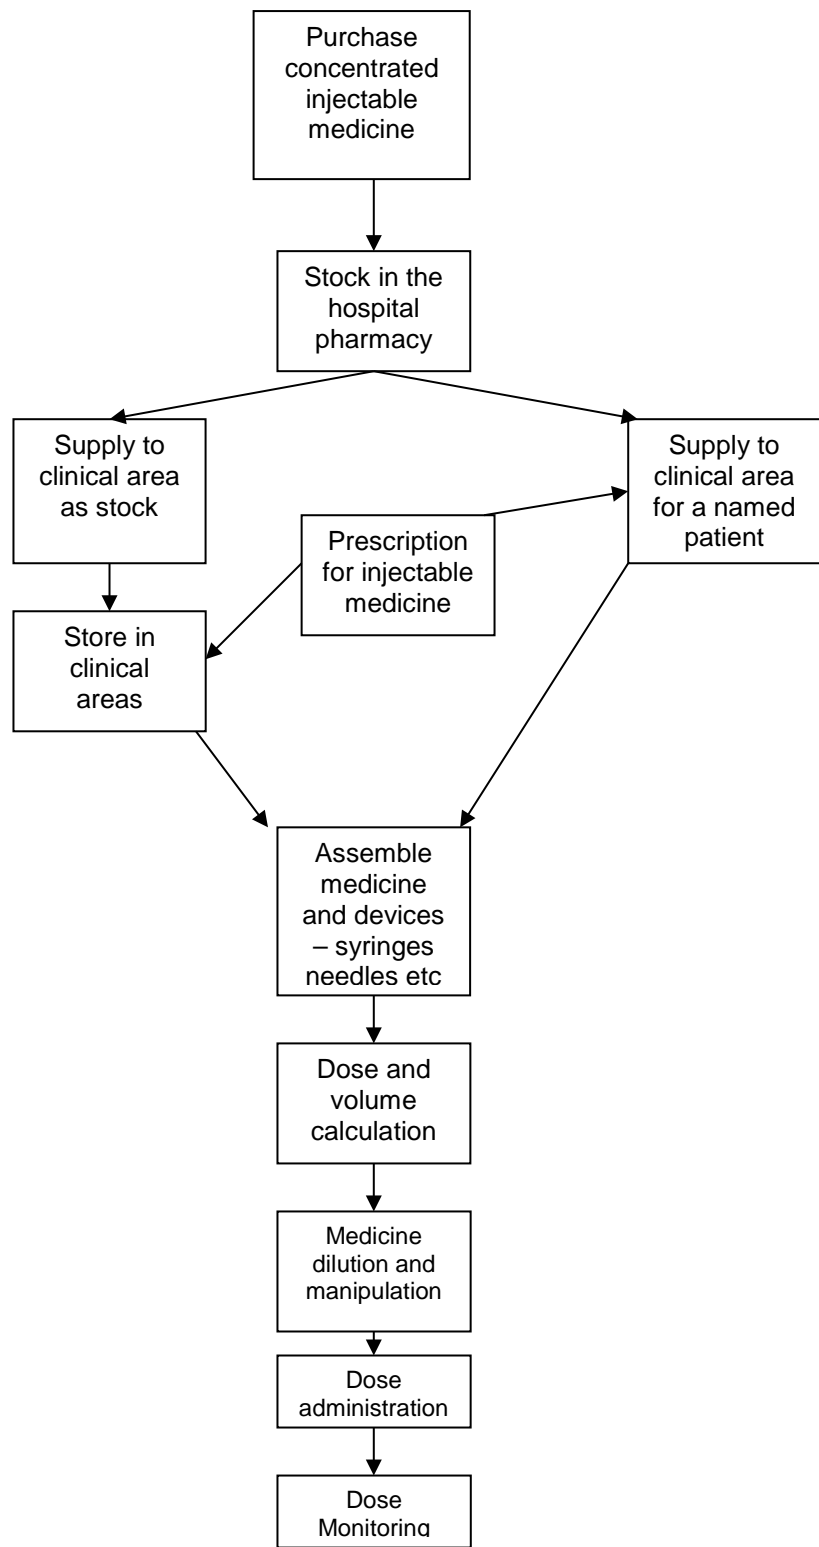 Purchase
concentrated
injectable
medicine
Stock in the
hospital
pharmacy
Supply to
clinical area
as stock
Supply to
clinical area
for a named
patient
Prescription
for injectable
medicine
Store in
clinical
areas
Assemble
medicine
and devices
– syringes
needles etc
Dose and
volume
calculation
Medicine
dilution and
manipulation
Dose
administration
Dose
Monitoring